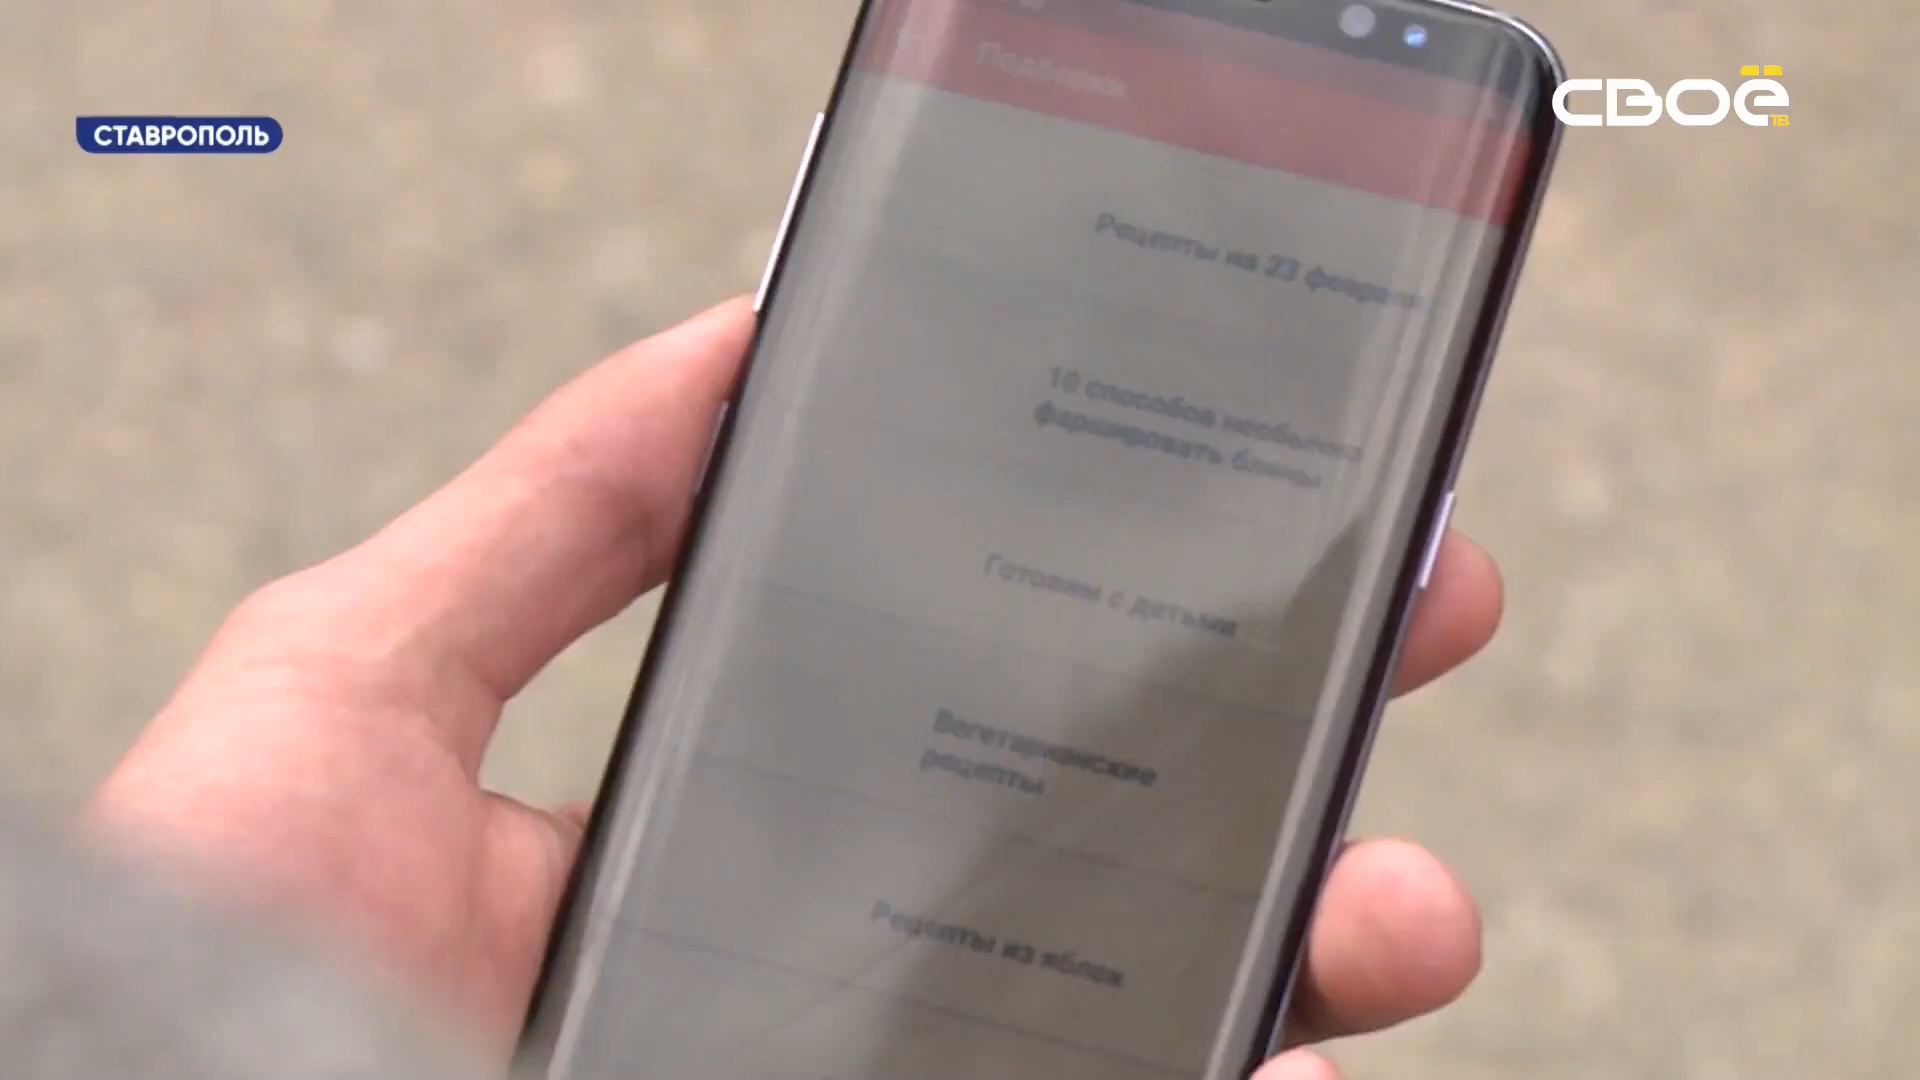 СТАВРОПОЛЬ
СВОЁ
ТВ
Подборки
Рецепты на 23 февраля
10 способов необычно
фаршировать блины
Готовим с детьми
Вегетарианские
рецепты
Рецепты из яблок